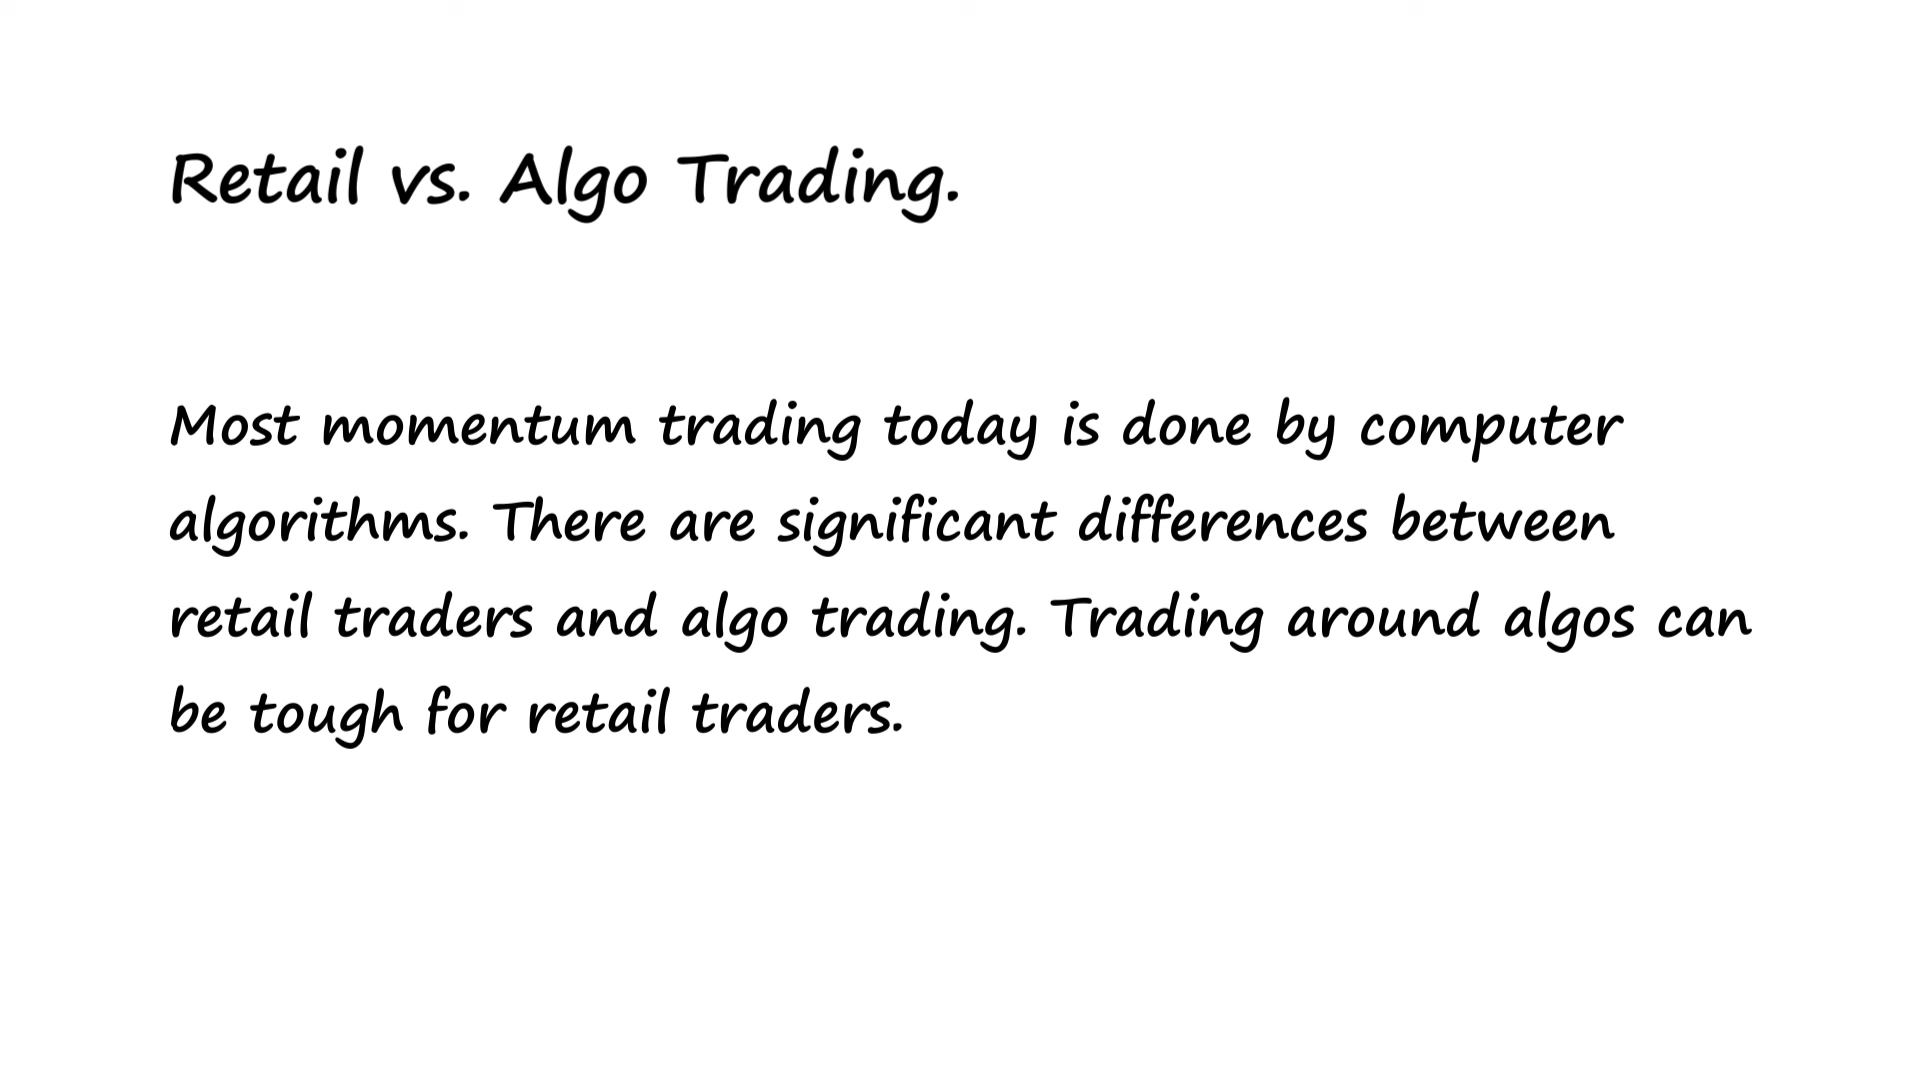 Retail vs. Algo Trading.
Most momentum trading today is done by computer
algorithms. There are significant differences between
retail traders and algo trading. Trading around algos can
be tough for retail traders.